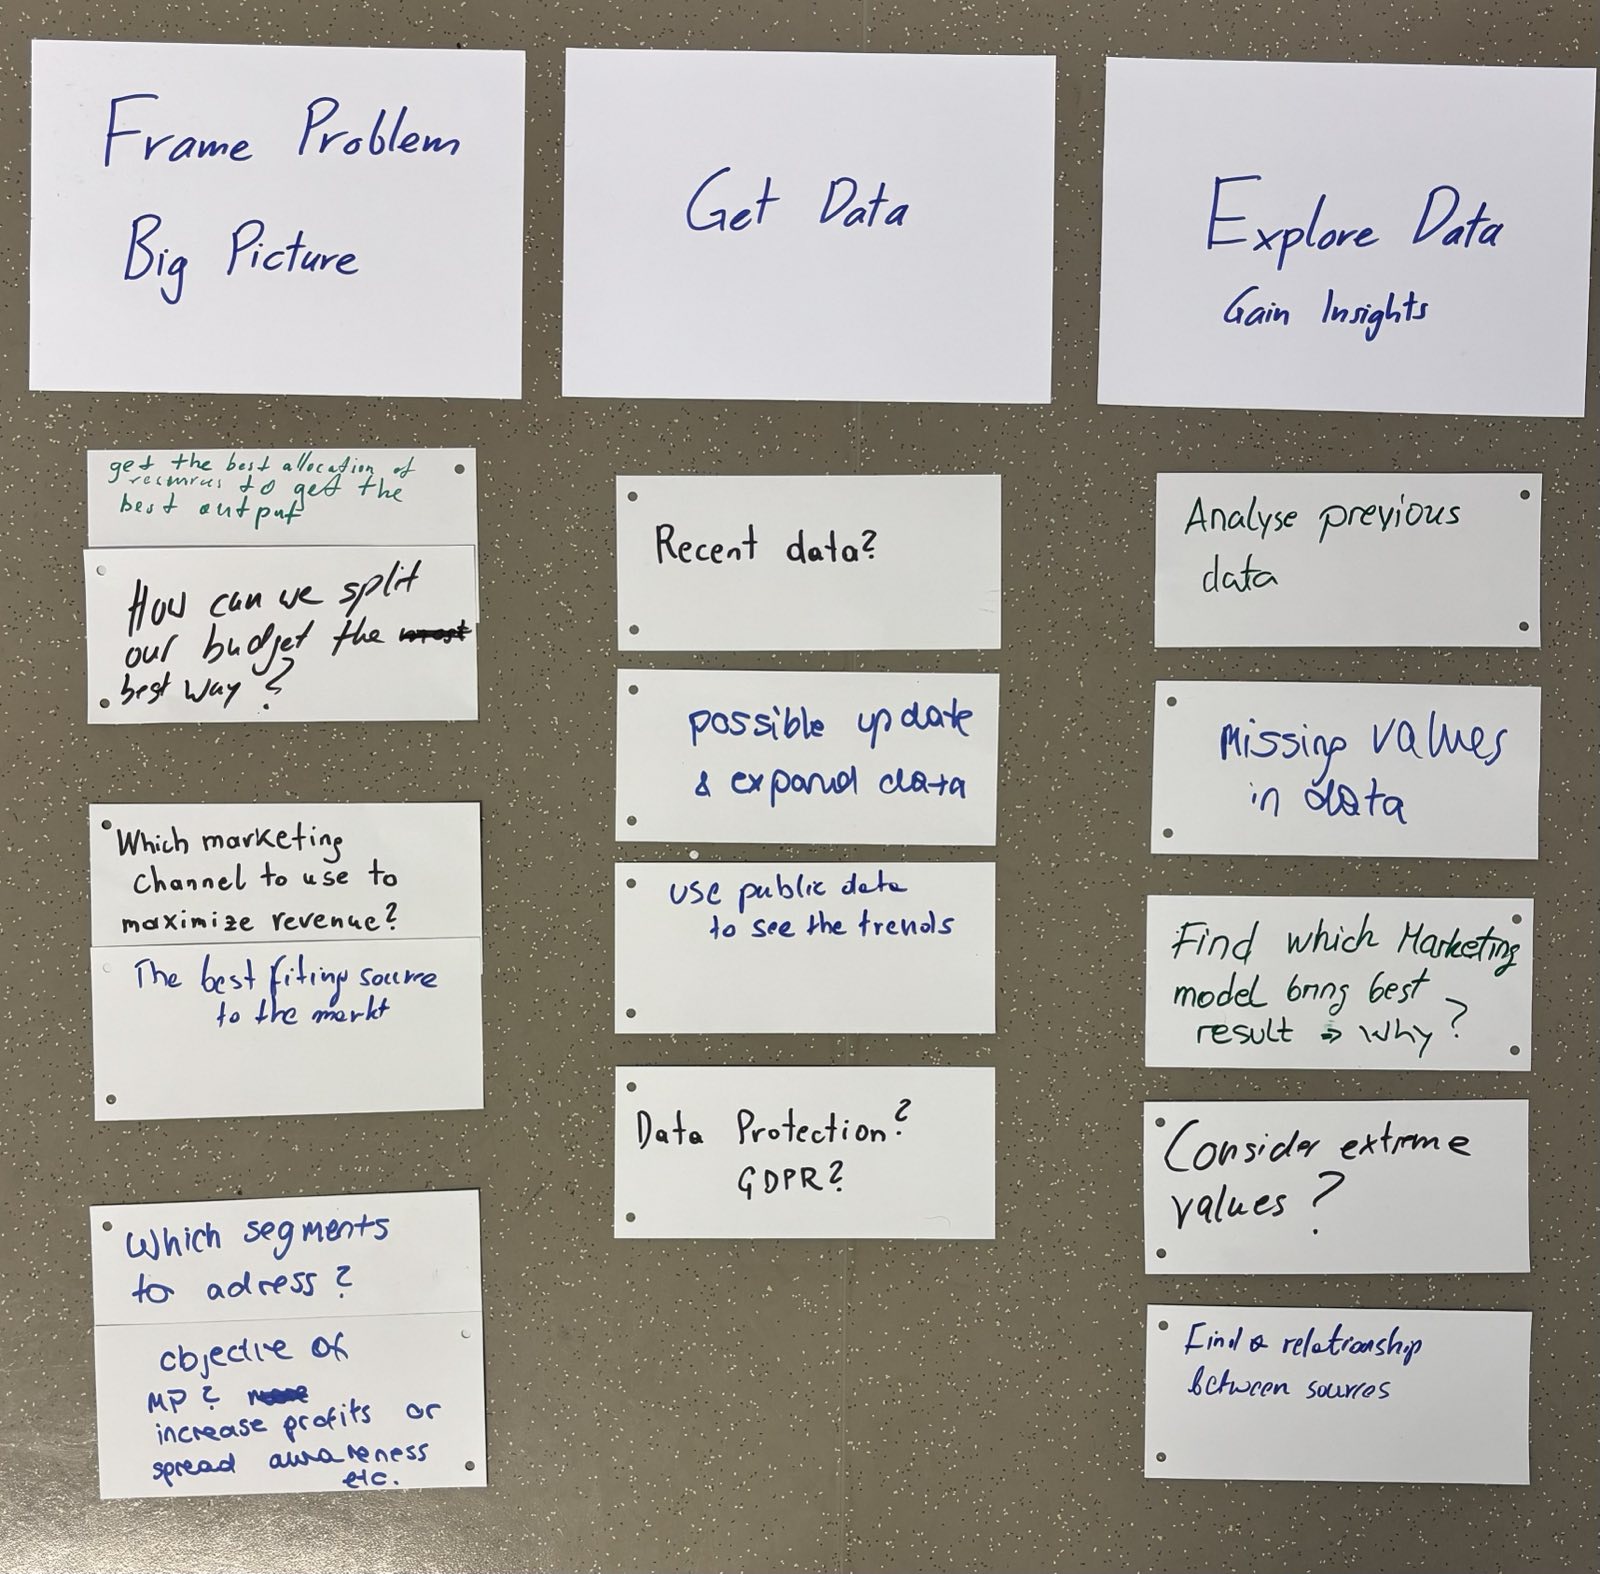 Frame Problem
Big Picture
get the best allocation of
to get the
best output
How can we split
our budget the
best way?
Which marketing
channel to use to
maximize revenue?
The best fiting source
to the markt
Which segments
to adress?
objective of
MP?
increase profits or
spread awareness
etc.
Get Data
Recent data?
possible update
& expand data
use public data
to see the trends
Data Protection?
GDPR?
Explore Data
Gain Insights
Analyse previous
data
Missing values
in data
Find which Marketing
model bring best
result ⇒ why?
Consider extreme
values?
Find a relationship
between sources